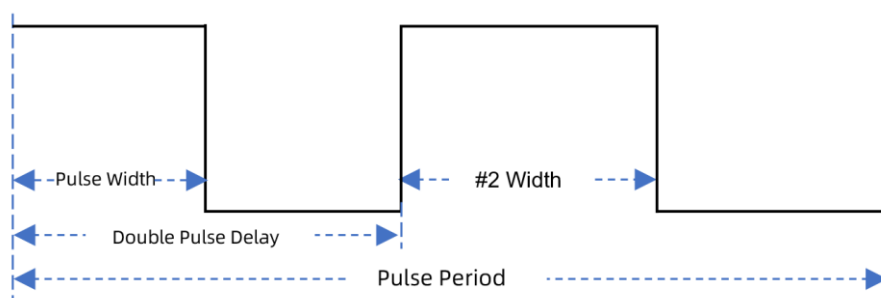 Pulse Width
#2 Width
Double Pulse Delay
Pulse Period